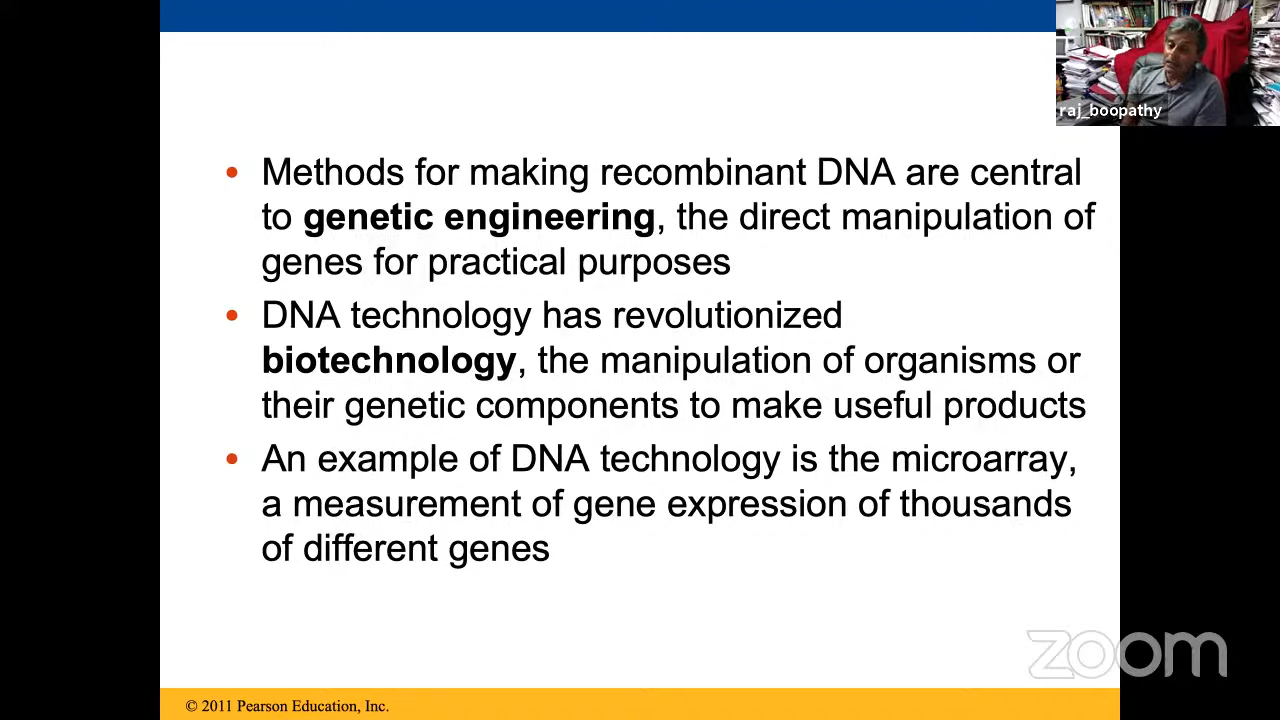 raj_boopathy
• Methods for making recombinant DNA are central
to genetic engineering, the direct manipulation of
genes for practical purposes
• DNA technology has revolutionized
biotechnology, the manipulation of organisms or
their genetic components to make useful products
• An example of DNA technology is the microarray,
a measurement of gene expression of thousands
of different genes
zoom
© 2011 Pearson Education, Inc.